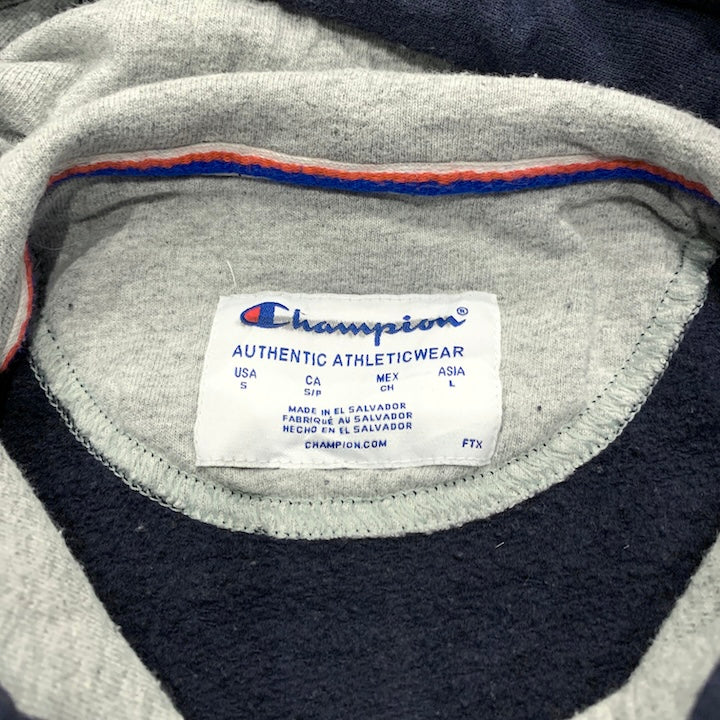 Champion®
AUTHENTIC ATHLETICWEAR
USA CA MEX ASIA
S S/P CH L
MADE IN EL SALVADOR
FABRIQUÉ AU SALVADOR
HECHO EN EL SALVADOR
CHAMPION.COM FTX